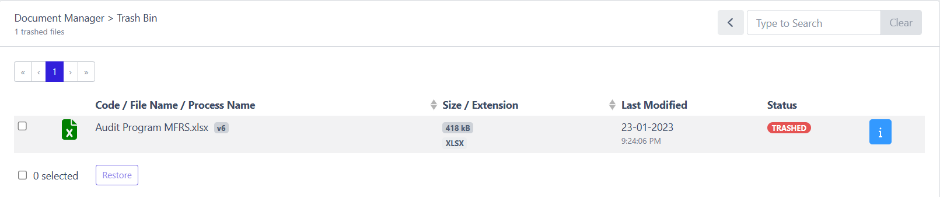 Document Manager > Trash Bin
1 trashed files
Type to Search
Clear
« ‹ 1 › »
Code / File Name / Process Name
Size / Extension
Last Modified
Status
Audit Program MFRS.xlsx v6
418 kB
XLSX
23-01-2023
9:24:06 PM
TRASHED
i
0 selected
Restore